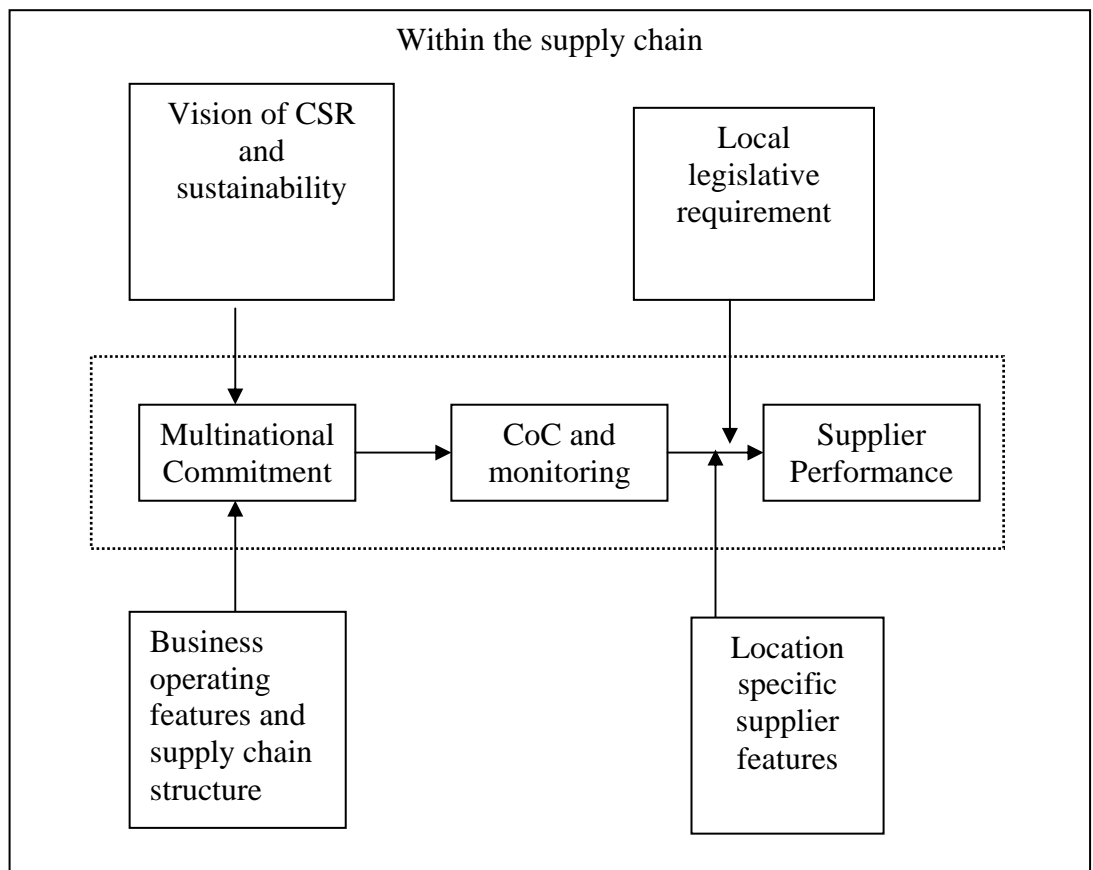 Within the supply chain
Vision of CSR
and
sustainability
Local
legislative
requirement
Multinational
Commitment
CoC and
monitoring
Supplier
Performance
Business
operating
features and
supply chain
structure
Location
specific
supplier
features